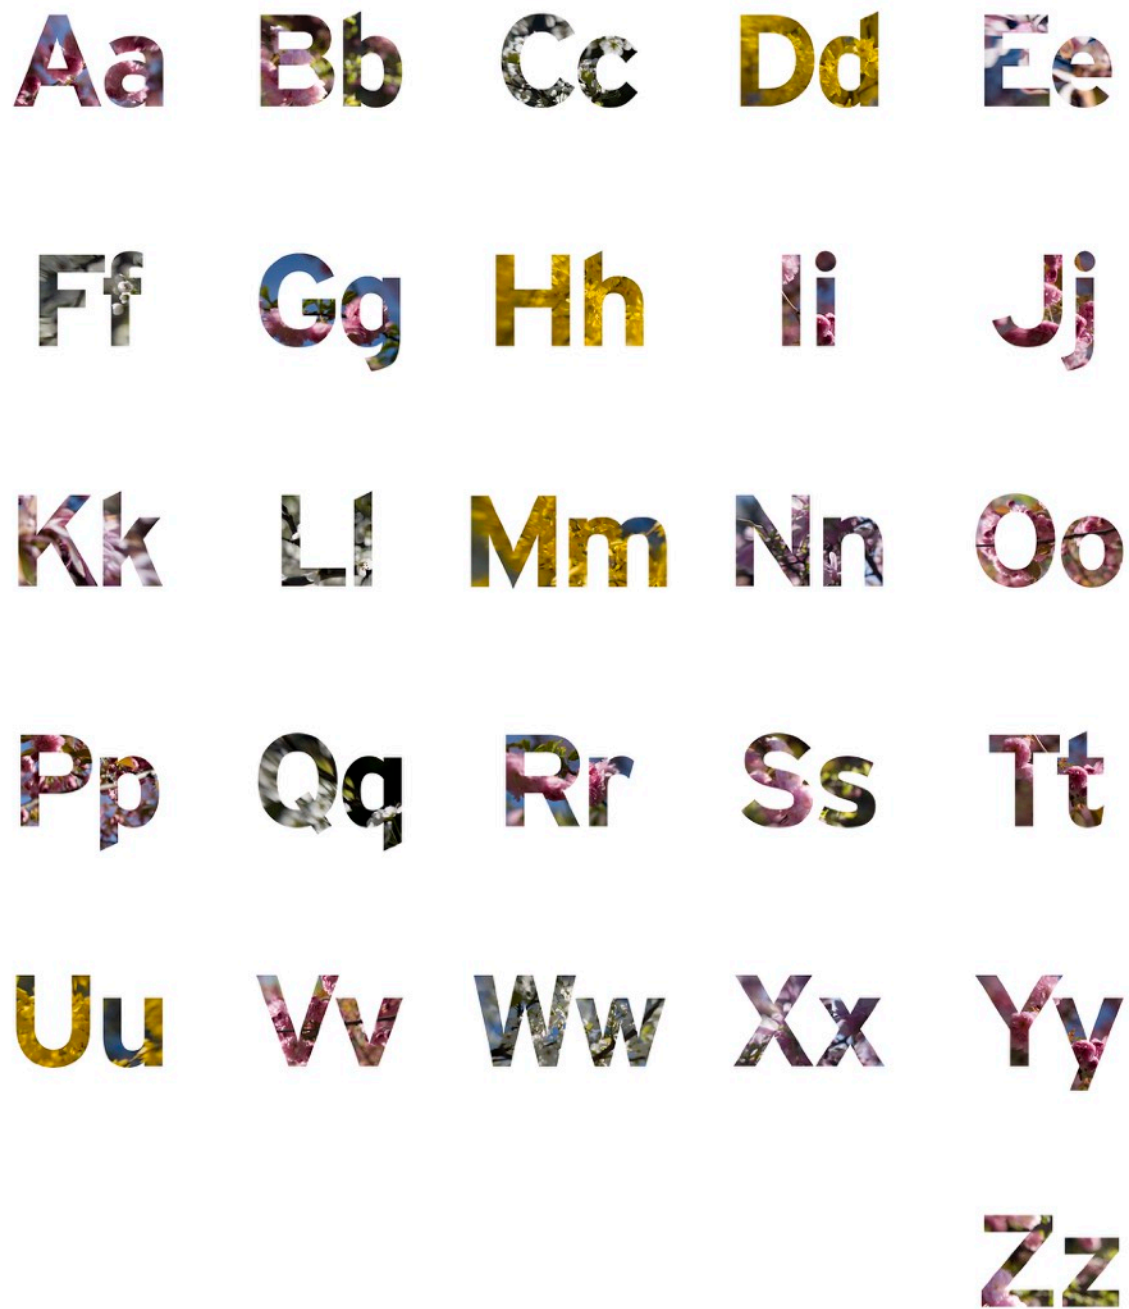 Aa Bb Cc Dd Ee
Ff Gg Hh Ii Jj
Kk Ll Mm Nn Oo
Pp Qq Rr Ss Tt
Uu Vv Ww Xx Yy
Zz